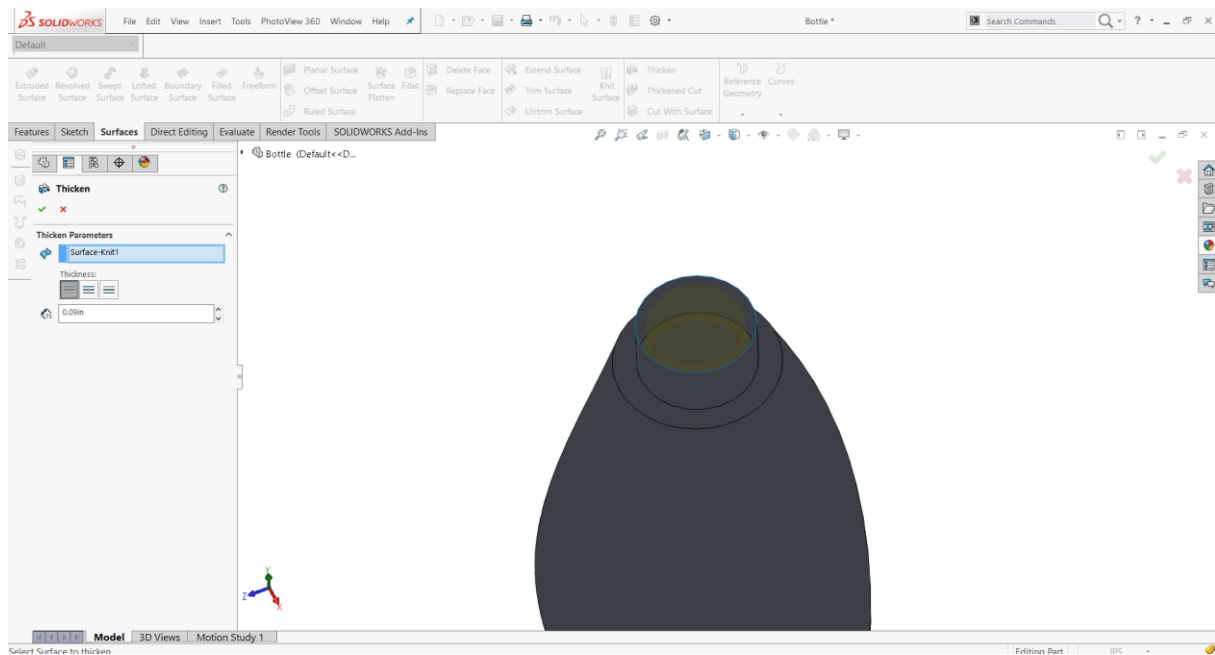 SOLIDWORKS File Edit View Insert Tools PhotoView 360 Window Help Bottle * Search Commands ?
Default
Extruded Surface
Revolved Surface
Swept Surface
Lofted Surface
Boundary Surface
Filled Surface
Freeform
Planar Surface
Offset Surface
Ruled Surface
Surface Flatten
Fillet
Delete Face
Replace Face
Extend Surface
Trim Surface
Untrim Surface
Knit Surface
Thicken
Thickened Cut
Cut With Surface
Reference Geometry
Curves
Features Sketch Surfaces Direct Editing Evaluate Render Tools SOLIDWORKS Add-Ins
Bottle (Default<<D...
Thicken
Thicken Parameters
Surface-Knit1
Thickness:
0.09in
Y
Z
X
Model 3D Views Motion Study 1
Select Surface to thicken
Editing Part IPS -